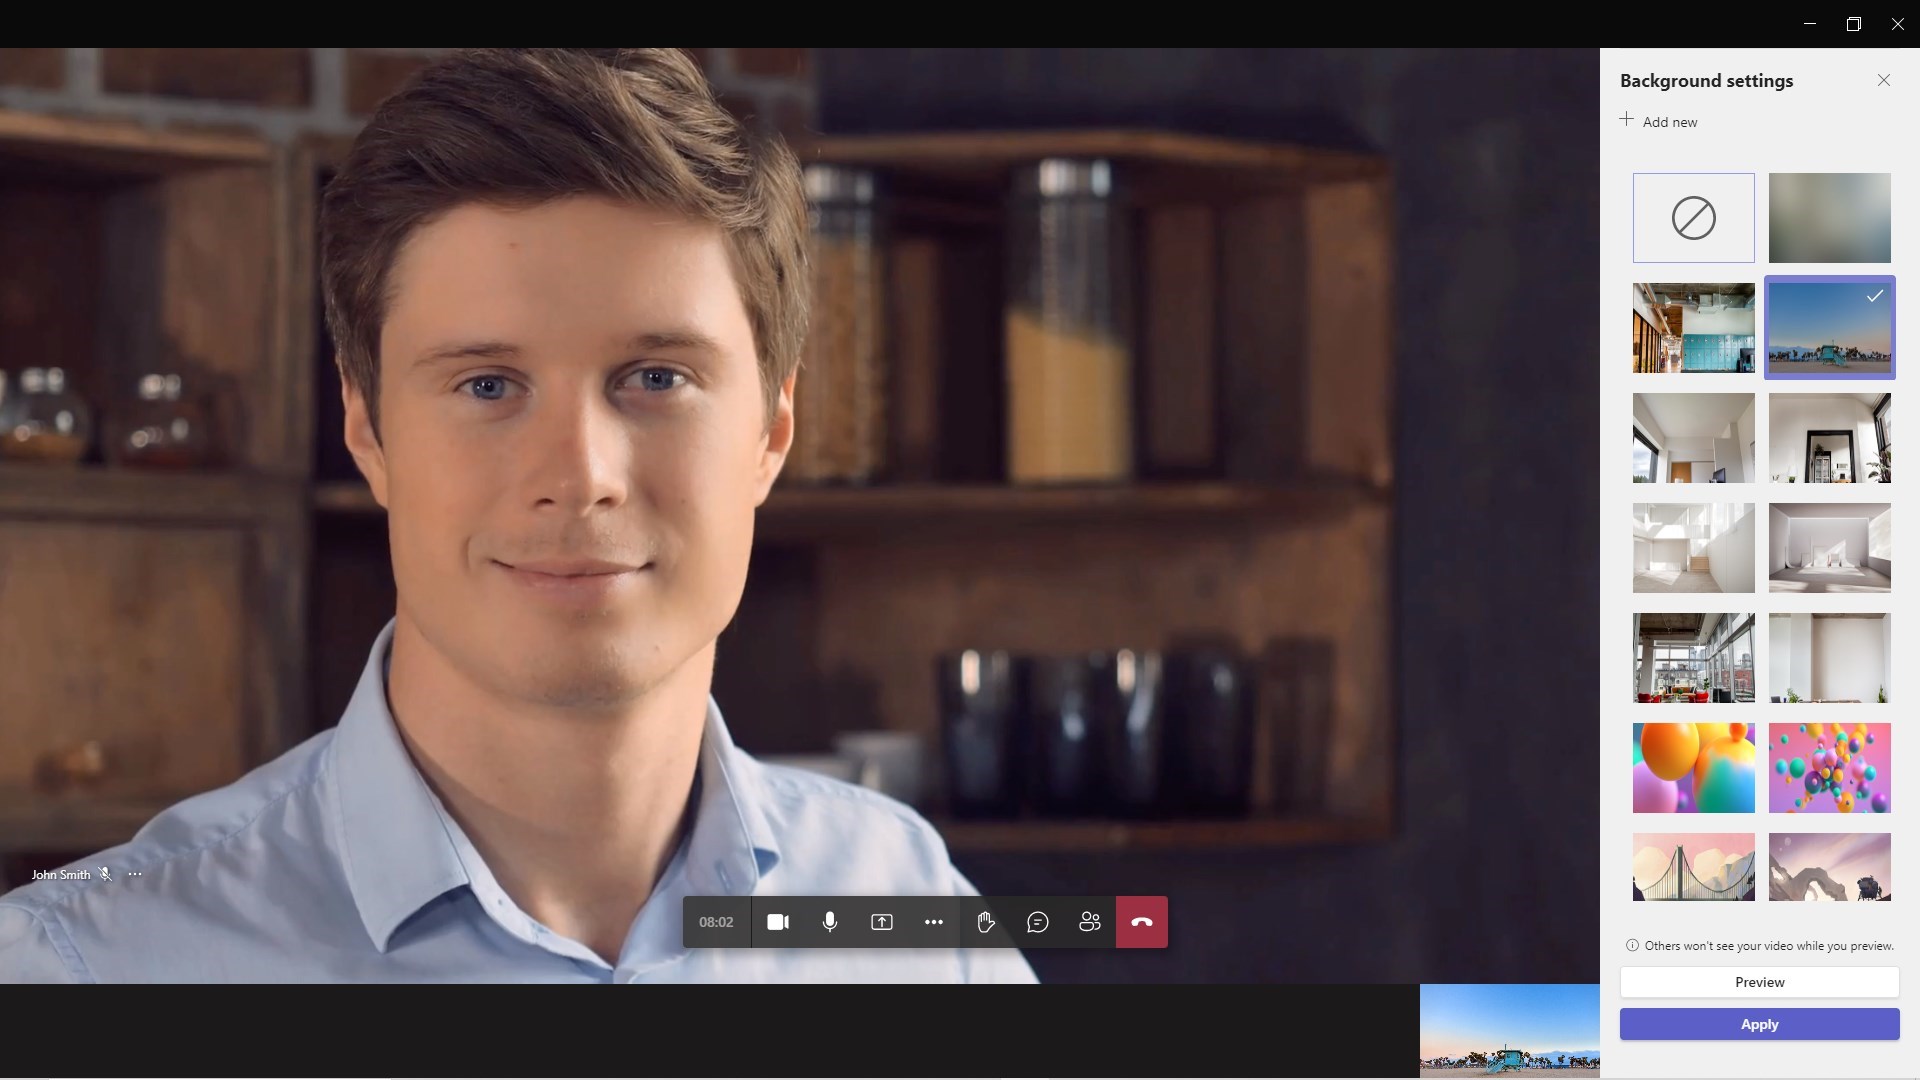 Background settings
Add new
John Smith
08:02
Others won't see your video while you preview.
Preview
Apply